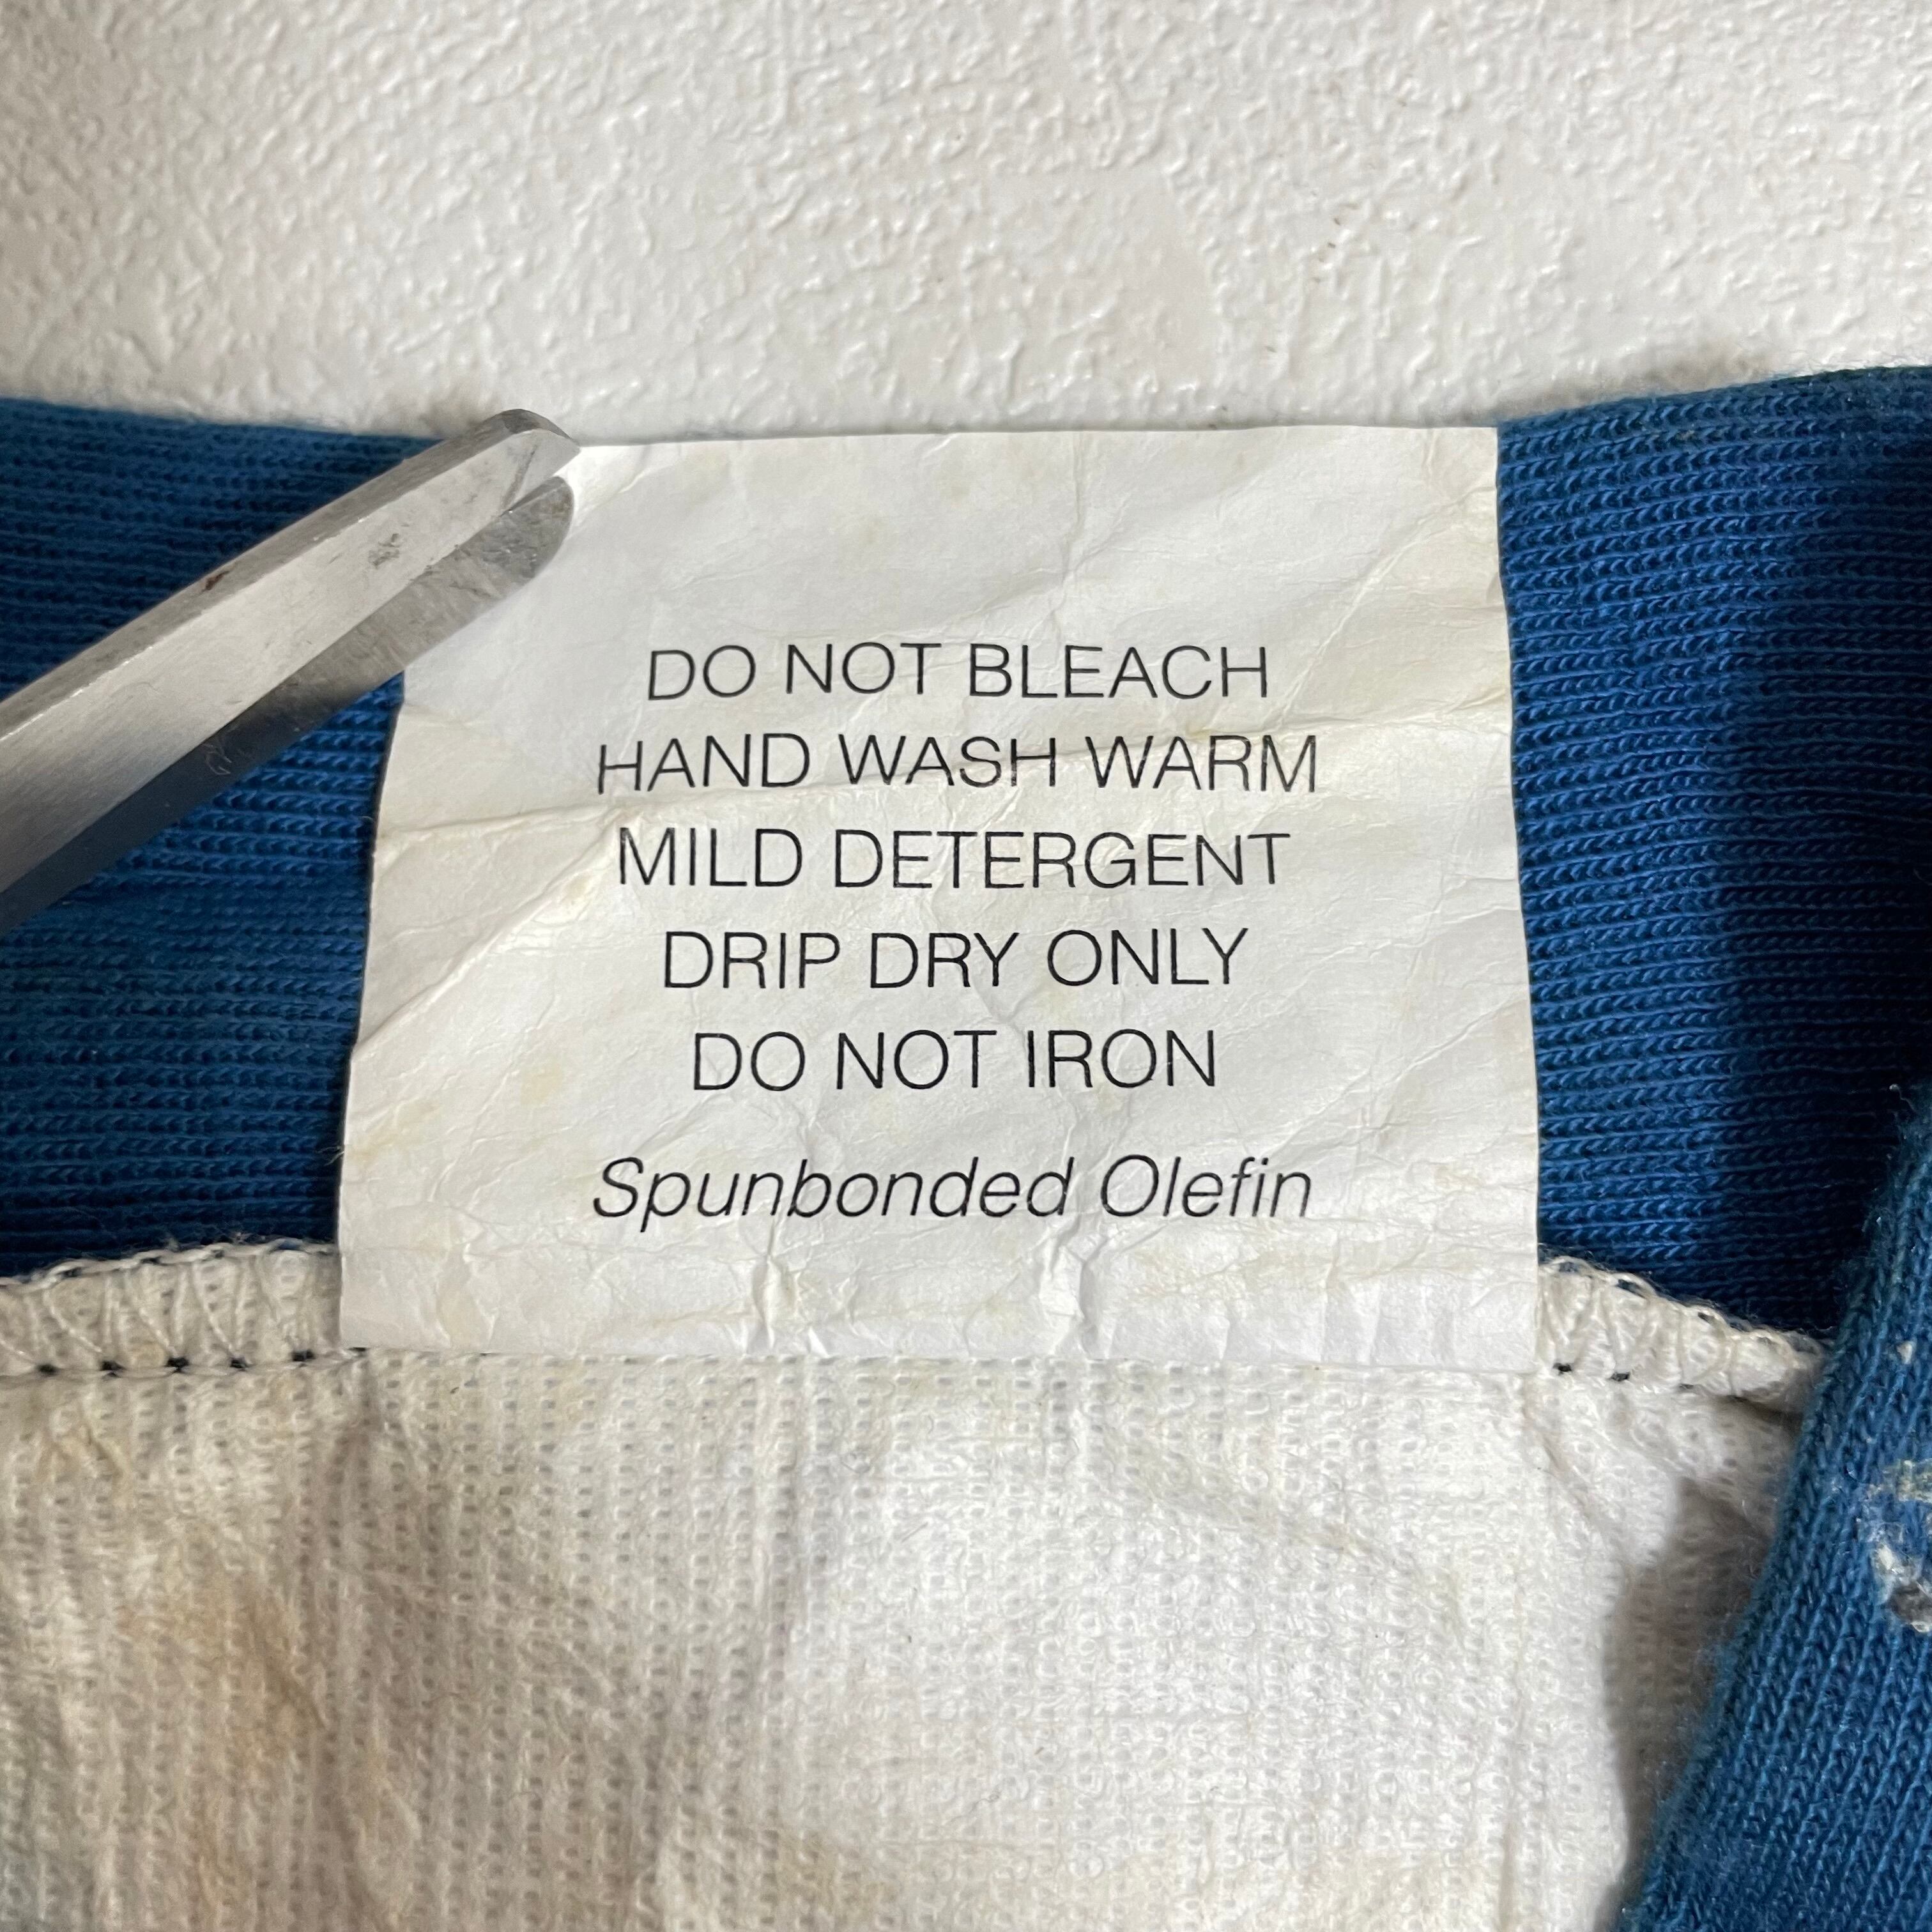 DO NOT BLEACH
HAND WASH WARM
MILD DETERGENT
DRIP DRY ONLY
DO NOT IRON
Spunbonded Olefin